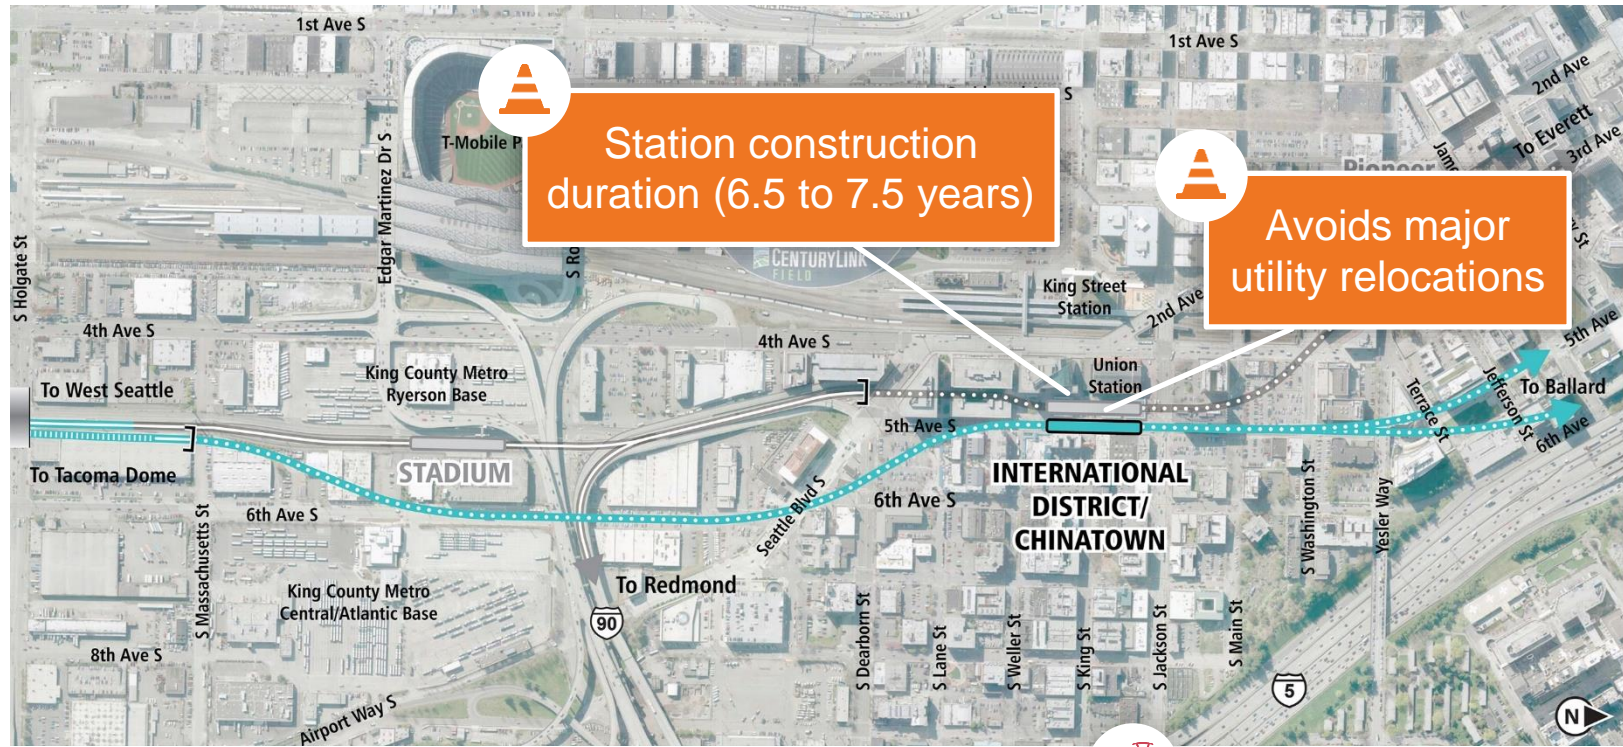 1st Ave S
1st Ave S
S
2nd Ave
To Everett
3rd Ave
Station construction
duration (6.5 to 7.5 years)
T-Mobile P
Edgar Martinez Dr S
S Holgate St
S Ro
CENTURYLINK
FIELD
Pioneer
Jame
y St
Avoids major
utility relocations
King Street
Station
2nd Ave
4th Ave S
4th Ave S
5th Ave
Union
Station
To West Seattle
King County Metro
Ryerson Base
Terrace St
Jefferson St
To Ballard
5th Ave S
6th Ave
STADIUM
To Tacoma Dome
INTERNATIONAL
DISTRICT/
CHINATOWN
6th Ave S
6th Ave S
Seattle Blvd S
S Massachusetts St
S Washington St
Yesler Way
To Redmond
King County Metro
Central/Atlantic Base
90
8th Ave S
S Dearborn St
S Lane St
S Weller St
S King St
S Jackson St
S Main St
5
Airport Way S
N